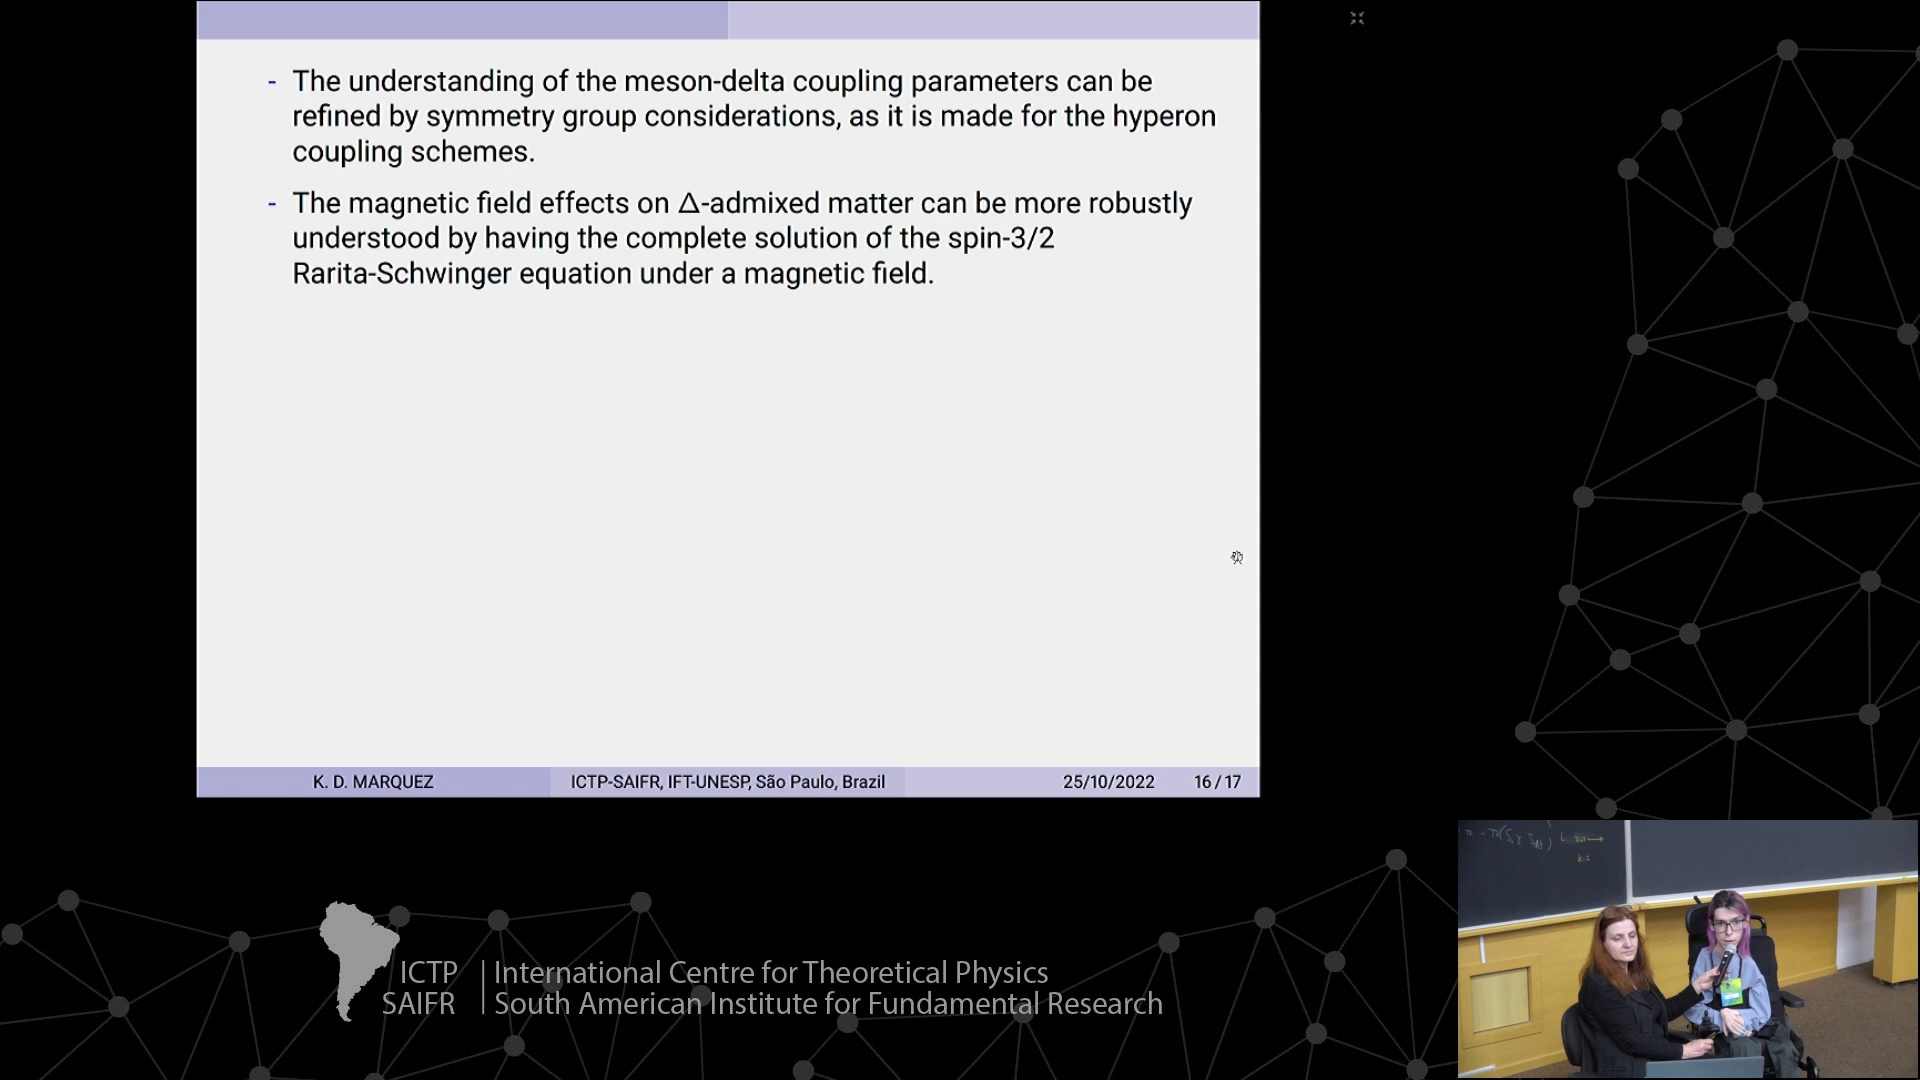 - The understanding of the meson-delta coupling parameters can be
refined by symmetry group considerations, as it is made for the hyperon
coupling schemes.
- The magnetic field effects on Δ-admixed matter can be more robustly
understood by having the complete solution of the spin-3/2
Rarita-Schwinger equation under a magnetic field.
K. D. MARQUEZ ICTP-SAIFR, IFT-UNESP, São Paulo, Brazil 25/10/2022 16 / 17
ICTP International Centre for Theoretical Physics
SAIFR South American Institute for Fundamental Research